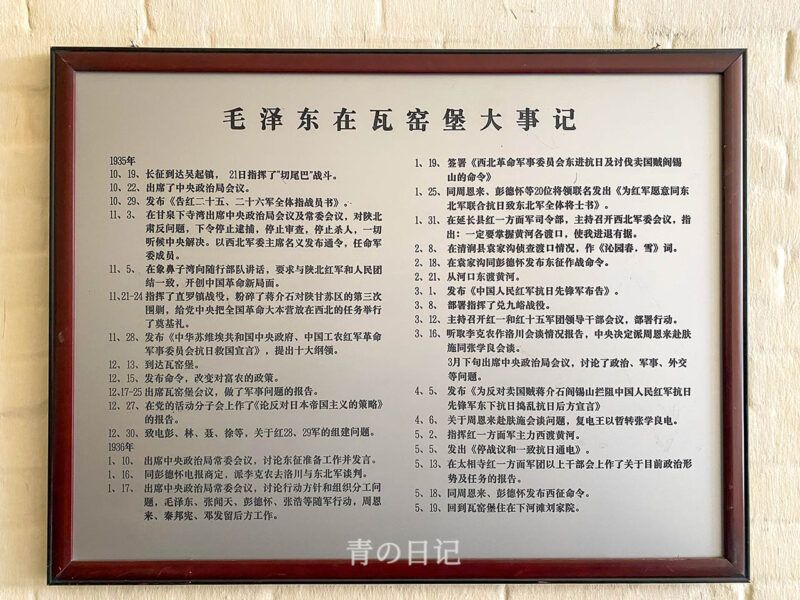 毛泽东在瓦窑堡大事记
1935年
10、19、长征到达吴起镇，21日指挥了"切尾巴"战斗。
10、22、出席了中央政治局会议。
10、29、发布《告红二十五、二十六军全体指战员书》。
11、3、在甘泉下寺湾出席中央政治局会议及常委会议，对陕北
肃反问题，下令停止逮捕，停止审查，停止杀人，一切
听候中央解决。以西北军委主席名义发布通令，任命军
委成员。
11、5、在象鼻子湾向随行部队讲话，要求与陕北红军和人民团
结一致，开创中国革命新局面。
11、21-24指挥了直罗镇战役，粉碎了蒋介石对陕甘苏区的第三次
围剿，给党中央把全国革命大本营放在西北的任务举行
了奠基礼。
11、28、发布《中华苏维埃共和国中央政府、中国工农红军革命
军事委员会抗日救国宣言》，提出十大纲领。
12、13、到达瓦窑堡。
12、15、发布命令，改变对富农的政策。
12、17-25出席瓦窑堡会议，做了军事问题的报告。
12、27、在党的活动分子会上作了《论反对日本帝国主义的策略》
的报告。
12、30、致电彭、林、聂、徐等，关于红28、29军的组建问题。
1936年
1、10、出席中央政治局常委会议，讨论东征准备工作并发言。
1、16、同彭德怀电报商定，派李克农去洛川与东北军谈判。
1、17、出席中央政治局常委会议，讨论行动方针和组织分工问
题，毛泽东、张闻天、彭德怀、张浩等随军行动，周恩
来、秦邦宪、邓发留后方工作。
1、19、签署《西北革命军事委员会东进抗日及讨伐卖国贼阎锡
山的命令》
1、25、同周恩来、彭德怀等20位将领联名发出《为红军愿意同东
北军联合抗日致东北军全体将士书》。
1、31、在延长县红一方面军司令部，主持召开西北军委会议，指
出：一定要掌握黄河各渡口，使我进退有据。
2、8、在清涧县袁家沟侦查渡口情况，作《沁园春，雪》词。
2、18、在袁家沟同彭德怀发布东征作战命令。
2、21、从河口东渡黄河。
3、1、发布《中国人民红军抗日先锋军布告》。
3、8、部署指挥了兑九峪战役。
3、12、主持召开红一和红十五军团领导干部会议，部署行动。
3、16、听取李克农作洛川会谈情况报告，中央决定派周恩来赴肤
施同张学良会谈。
3月下旬出席中央政治局会议，讨论了政治、军事、外交
等问题。
4、5、发布《为反对卖国贼蒋介石阎锡山拦阻中国人民红军抗日
先锋军东下抗日捣乱抗日后方宣言》
4、6、关于周恩来赴肤施会谈问题，复电王以哲转张学良电。
5、2、指挥红一方面军主力西渡黄河。
5、5、发出《停战议和一致抗日通电》。
5、13、在太相寺红一方面军团以上干部会上作了关于目前政治形
势及任务的报告。
5、18、同周恩来、彭德怀发布西征命令。
5、19、回到瓦窑堡住在下河滩刘家院。
青の日记